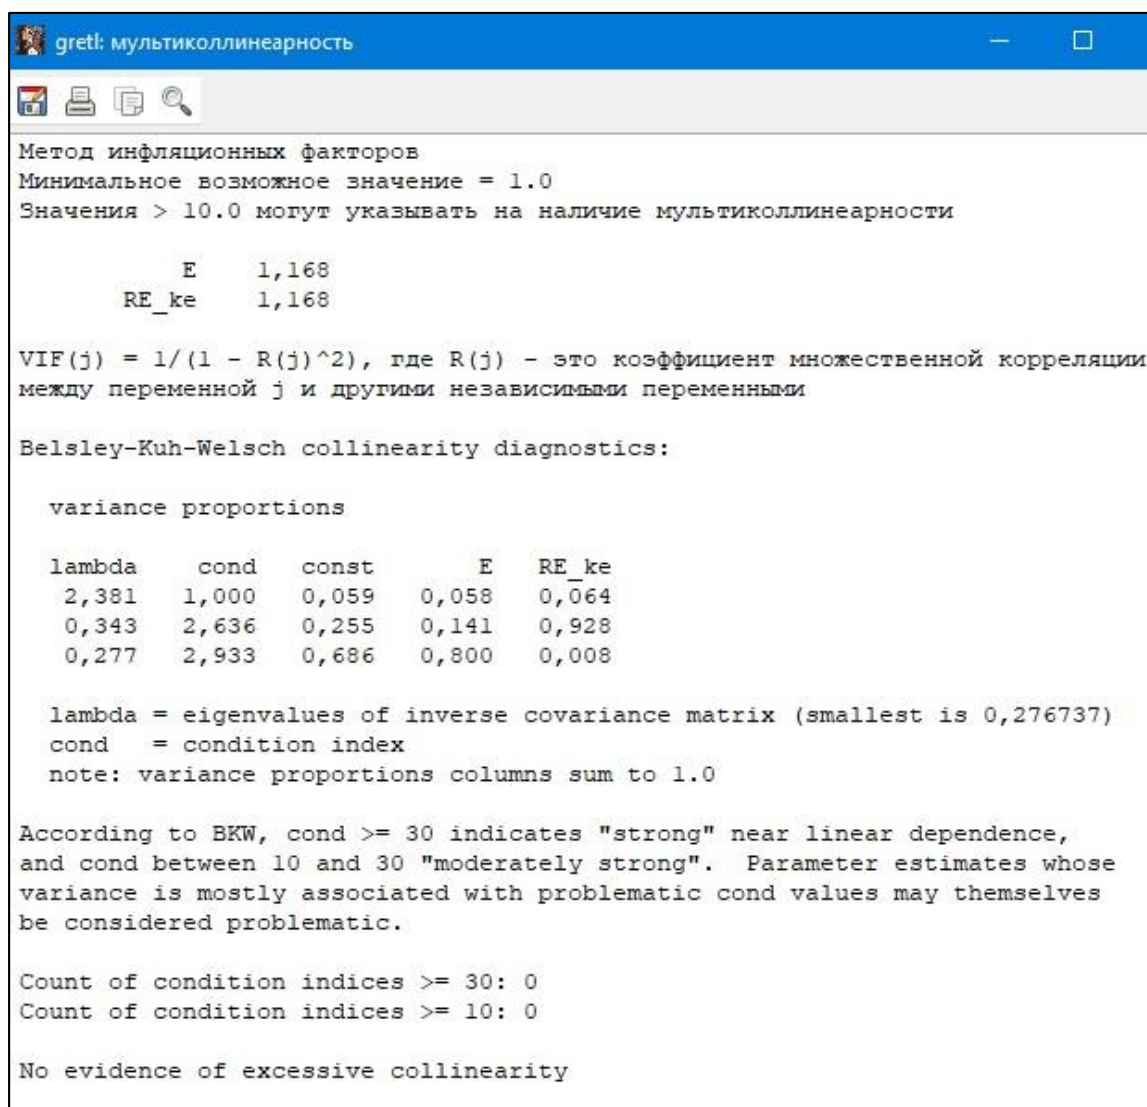 gretl: мультиколлинеарность
Метод инфляционных факторов
Минимальное возможное значение = 1.0
Значения > 10.0 могут указывать на наличие мультиколлинеарности
E 1,168
RE_ke 1,168
VIF(j) = 1/(1 - R(j)^2), где R(j) - это коэффициент множественной корреляции
между переменной j и другими независимыми переменными
Belsley-Kuh-Welsch collinearity diagnostics:
variance proportions
lambda cond const E RE_ke
2,381 1,000 0,059 0,058 0,064
0,343 2,636 0,255 0,141 0,928
0,277 2,933 0,686 0,800 0,008
lambda = eigenvalues of inverse covariance matrix (smallest is 0,276737)
cond = condition index
note: variance proportions columns sum to 1.0
According to BKW, cond >= 30 indicates "strong" near linear dependence,
and cond between 10 and 30 "moderately strong". Parameter estimates whose
variance is mostly associated with problematic cond values may themselves
be considered problematic.
Count of condition indices >= 30: 0
Count of condition indices >= 10: 0
No evidence of excessive collinearity